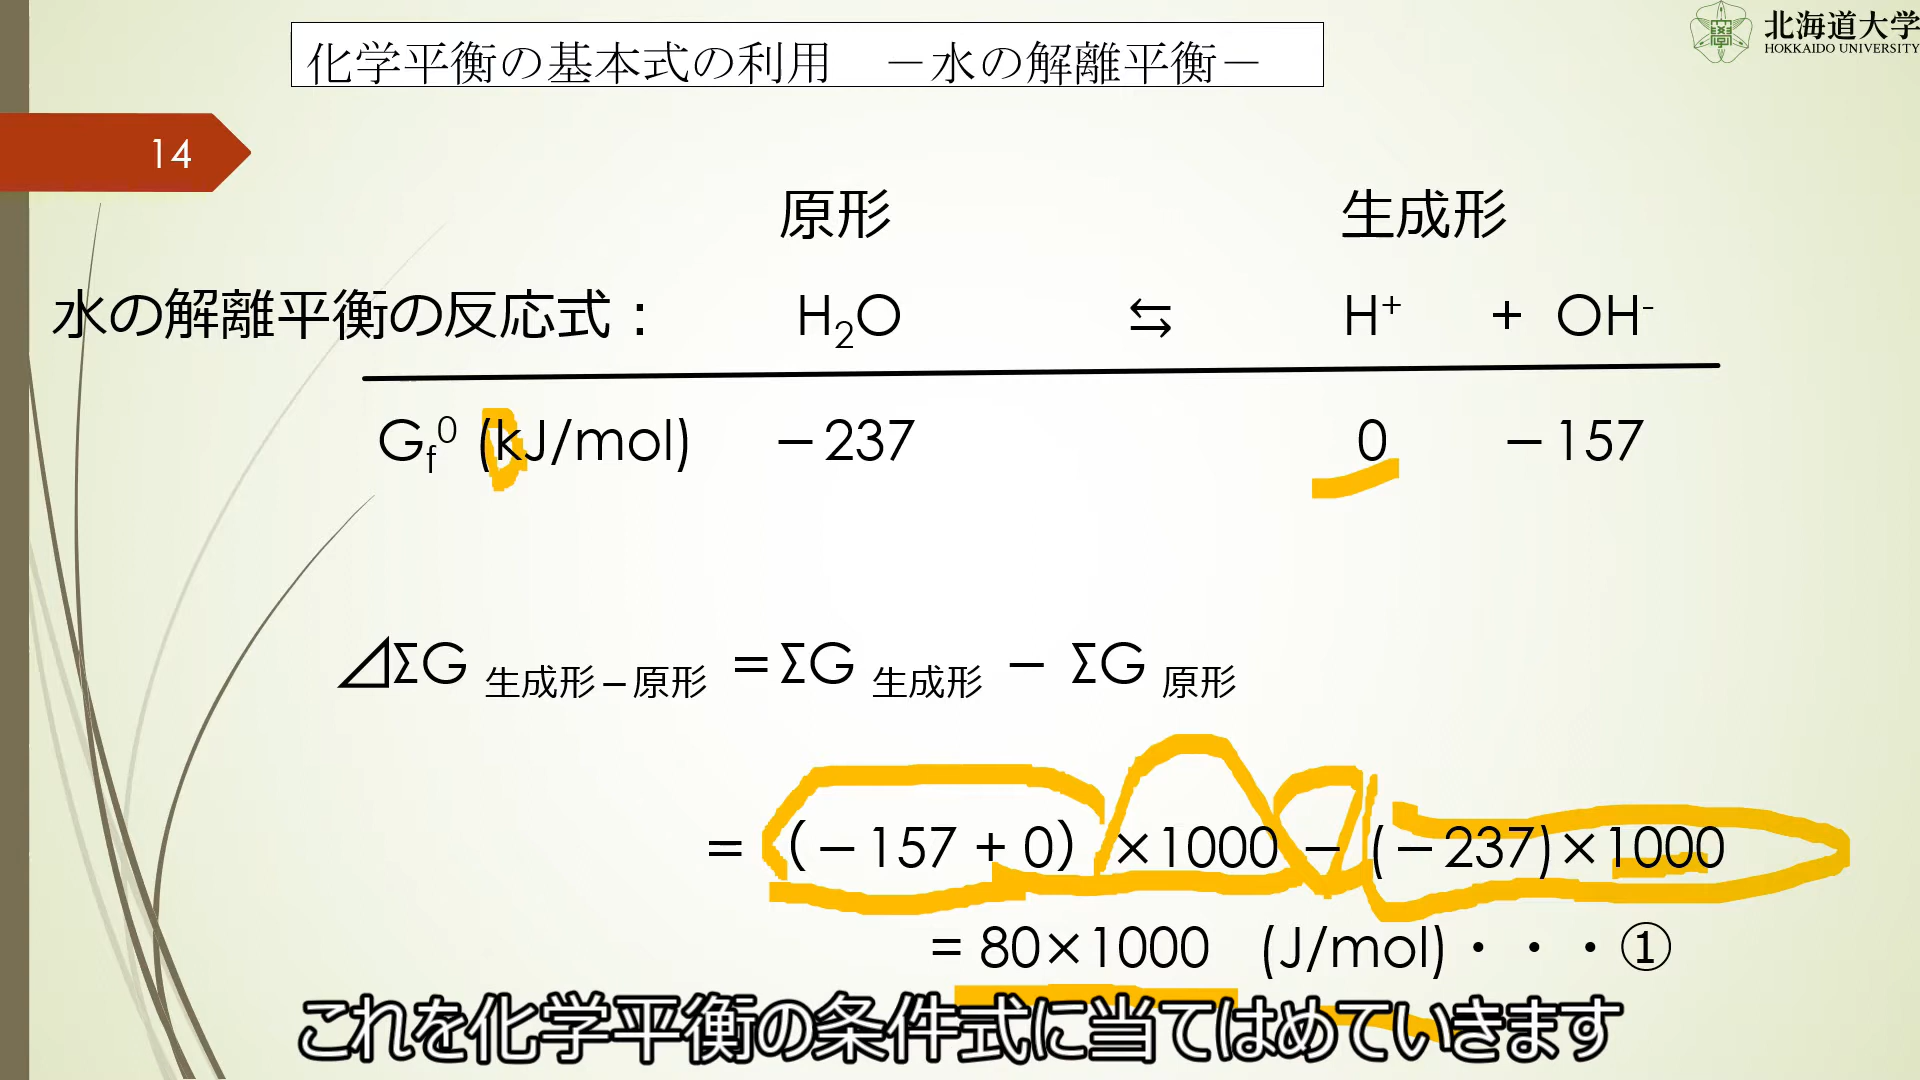 化学平衡の基本式の利用　－水の解離平衡－
北海道大学
HOKKAIDO UNIVERSITY
14
原形 生成形
水の解離平衡の反応式： H₂O ⇆ H⁺ + OH⁻
Gf⁰ (kJ/mol) －237 0 －157
⊿ΣG 生成形－原形 ＝ΣG 生成形 － ΣG 原形
= （－157 + 0）×1000 － (－237)×1000
= 80×1000 (J/mol)・・・①
これを化学平衡の条件式に当てはめていきます